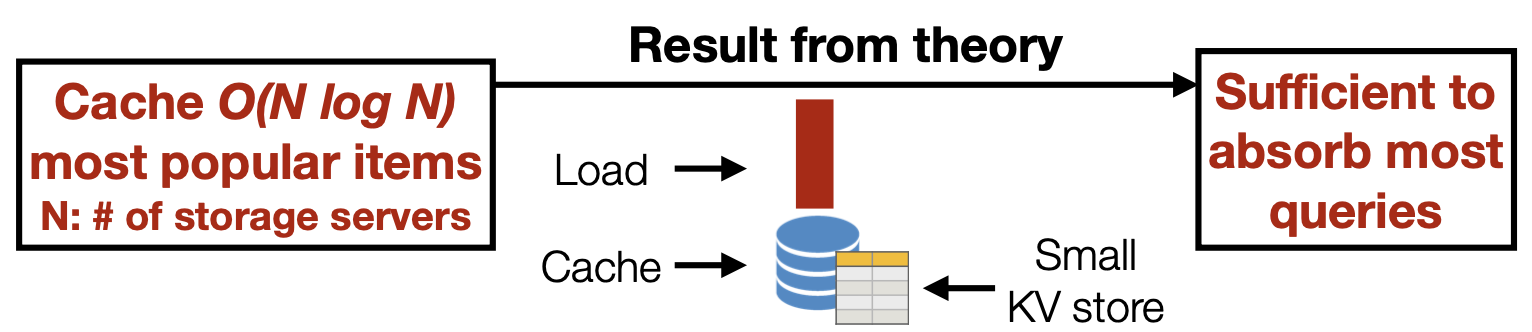 Result from theory
Cache O(N log N)
most popular items
N: # of storage servers
Sufficient to
absorb most
queries
Load
Cache
Small
KV store